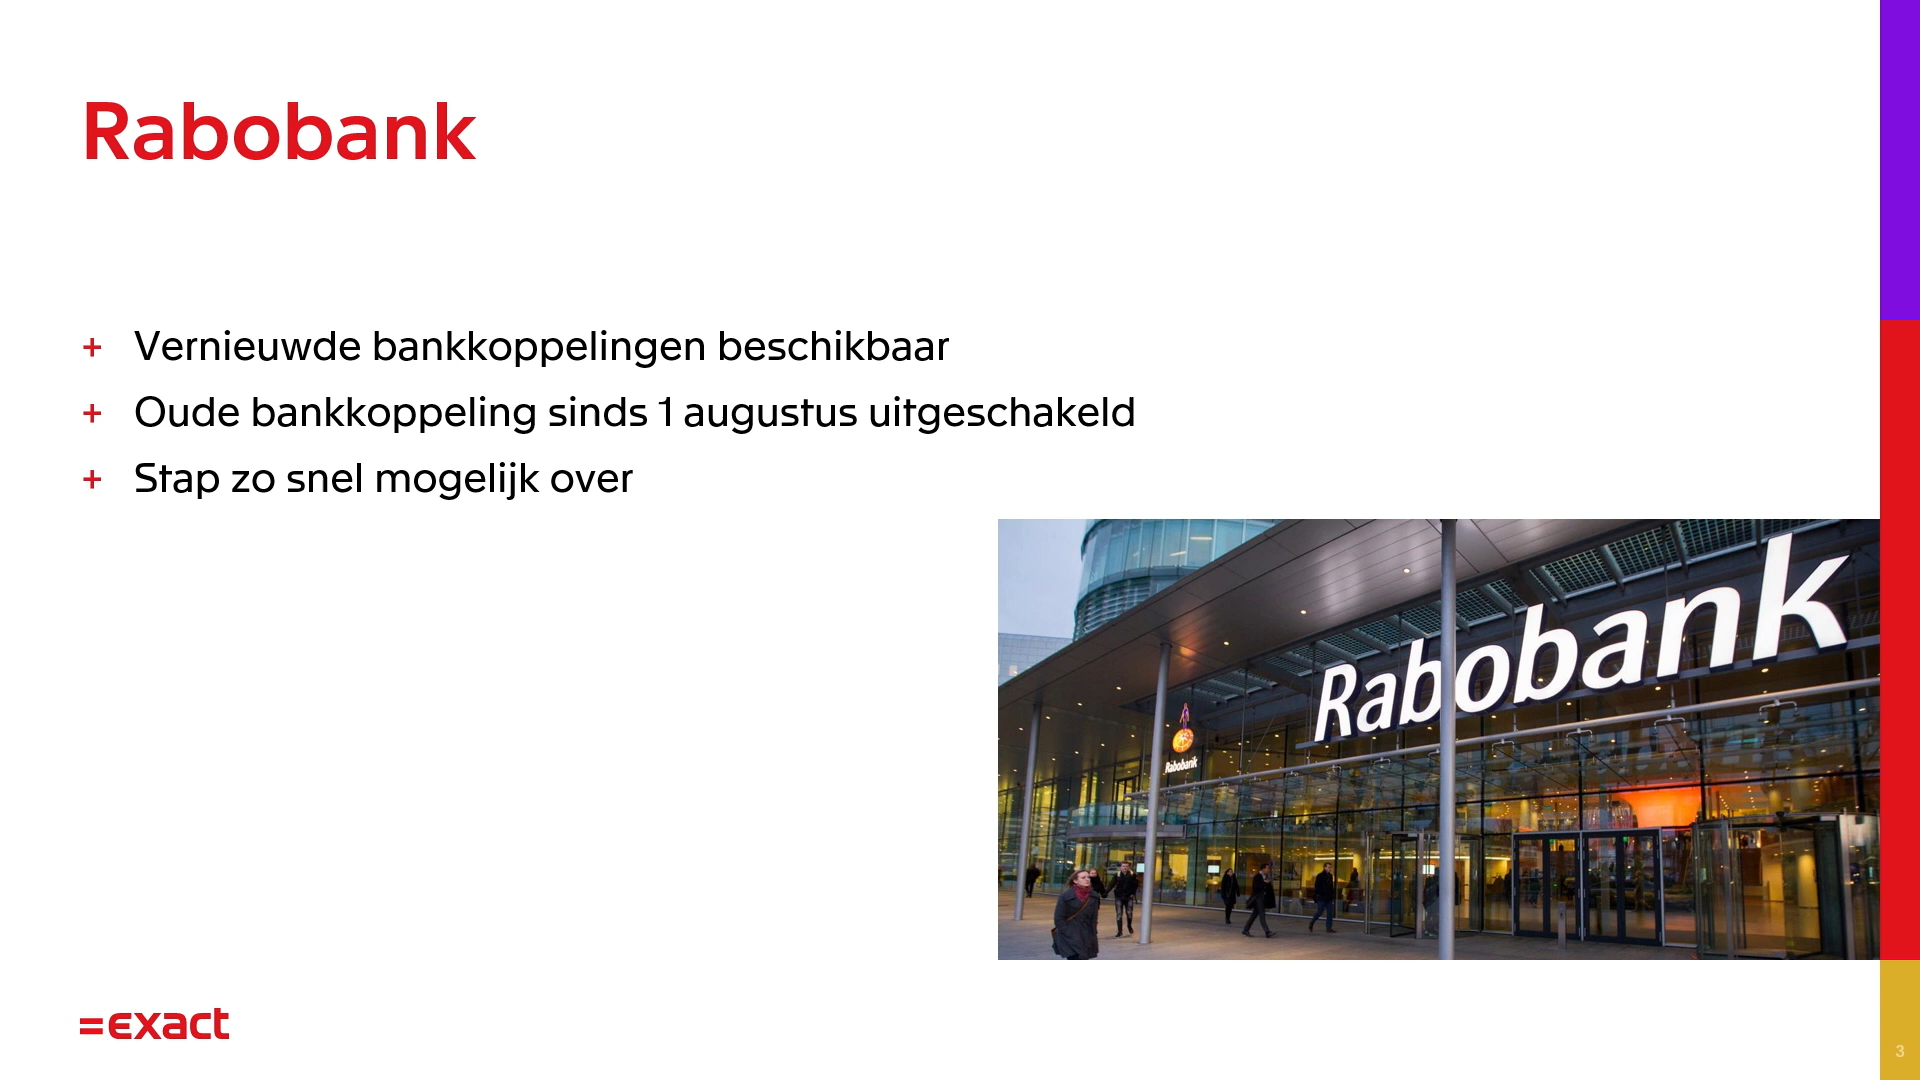 Rabobank
+ Vernieuwde bankkoppelingen beschikbaar
+ Oude bankkoppeling sinds 1 augustus uitgeschakeld
+ Stap zo snel mogelijk over
Rabobank
Rabobank
=exact
3